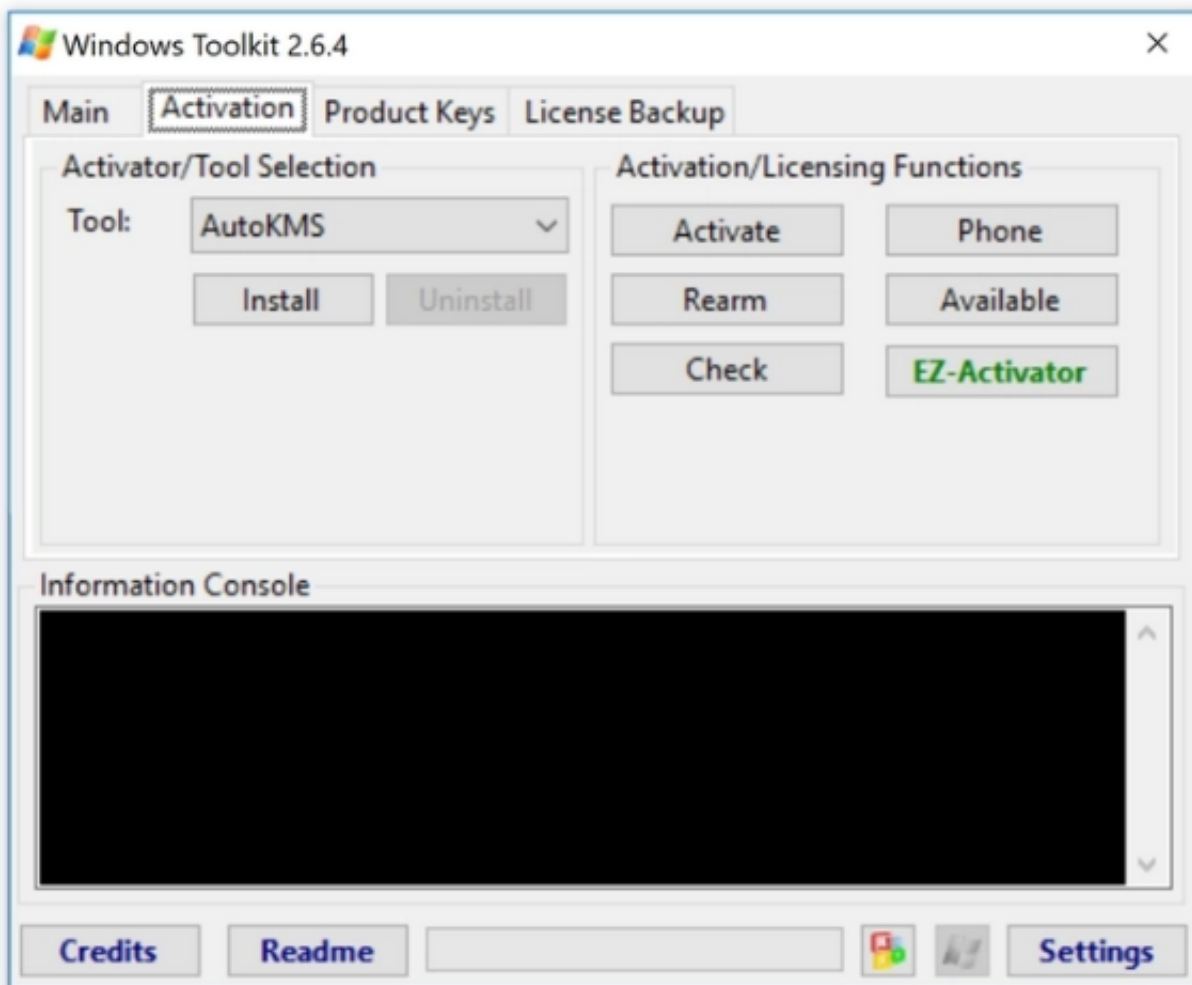 Windows Toolkit 2.6.4
Main Activation Product Keys License Backup
Activator/Tool Selection
Tool: AutoKMS
Install Uninstall
Activation/Licensing Functions
Activate Phone
Rearm Available
Check EZ-Activator
Information Console
Credits Readme Settings